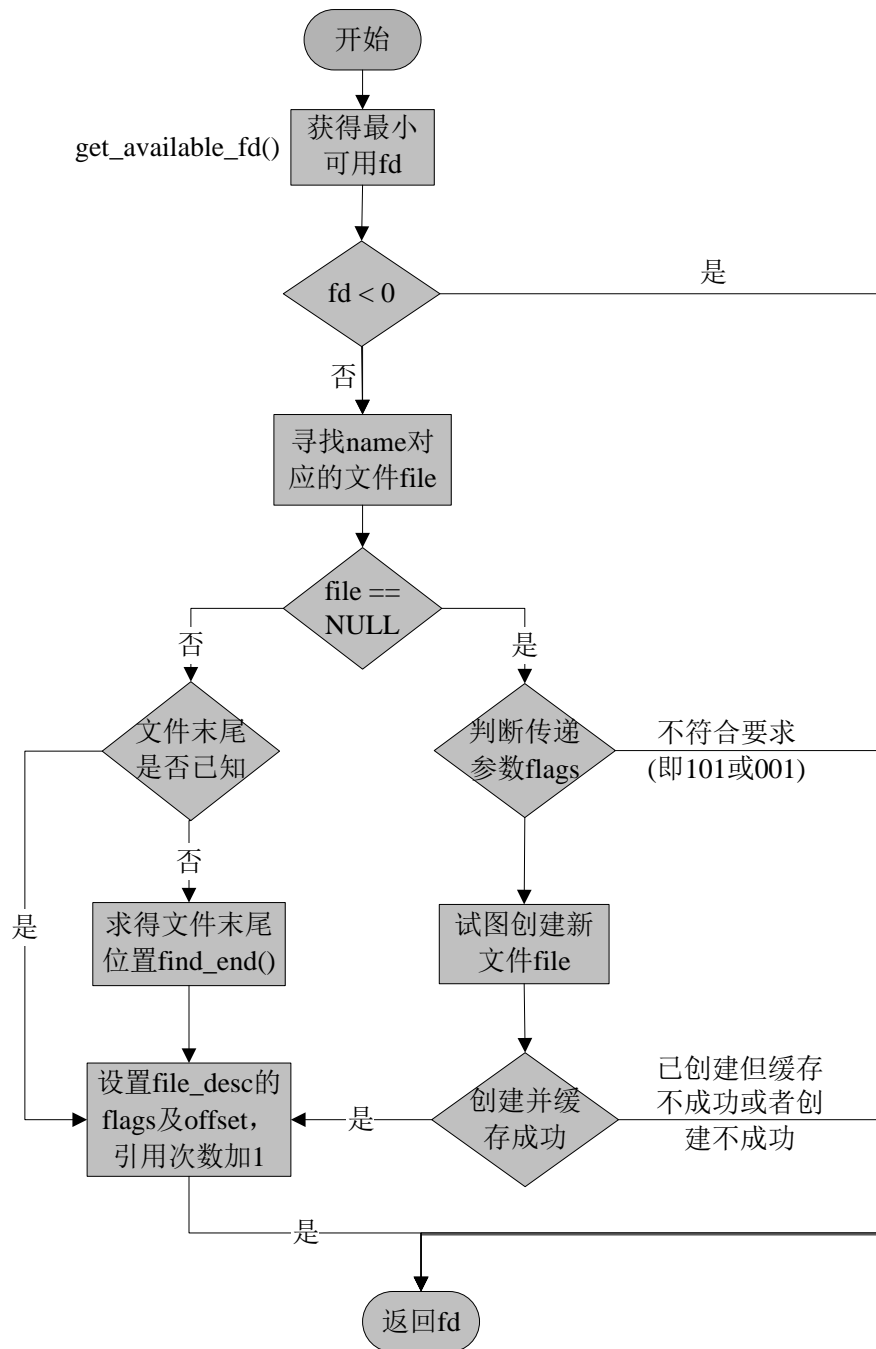 开始
get_available_fd()
获得最小
可用fd
fd < 0
是
否
寻找name对
应的文件file
file ==
NULL
否
是
文件末尾
是否已知
判断传递
参数flags
不符合要求
(即101或001)
否
是
求得文件末尾
位置find_end()
试图创建新
文件file
设置file_desc的
flags及offset，
引用次数加1
是
创建并缓
存成功
已创建但缓存
不成功或者创
建不成功
是
返回fd